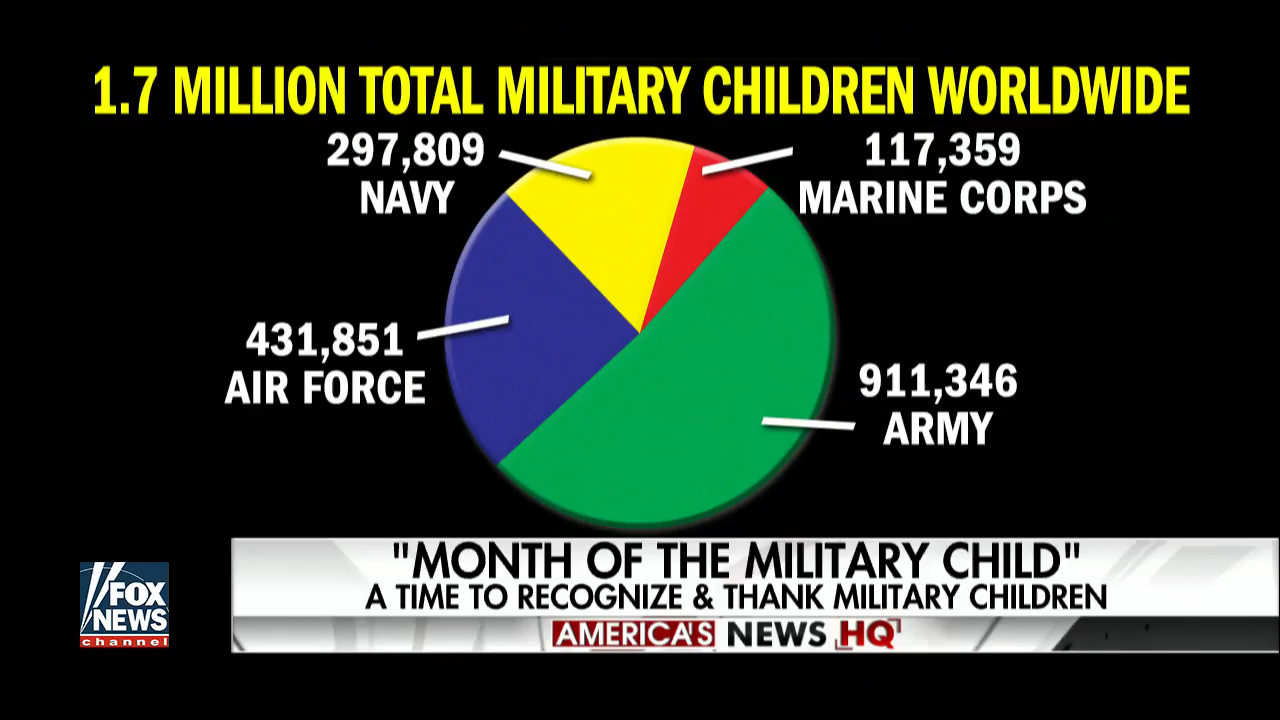 1.7 MILLION TOTAL MILITARY CHILDREN WORLDWIDE
297,809
NAVY
117,359
MARINE CORPS
431,851
AIR FORCE
911,346
ARMY
"MONTH OF THE MILITARY CHILD"
A TIME TO RECOGNIZE & THANK MILITARY CHILDREN
FOX
NEWS
channel
AMERICA'S NEWS HQ